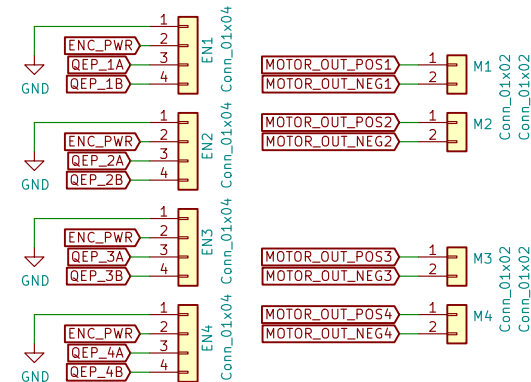 1
ENC_PWR 2
QEP_1A 3
QEP_1B 4
GND
EN1
Conn_01x04
MOTOR_OUT_POS1 1
MOTOR_OUT_NEG1 2
M1
Conn_01x02
1
ENC_PWR 2
QEP_2A 3
QEP_2B 4
GND
EN2
Conn_01x04
MOTOR_OUT_POS2 1
MOTOR_OUT_NEG2 2
M2
Conn_01x02
1
ENC_PWR 2
QEP_3A 3
QEP_3B 4
GND
EN3
Conn_01x04
MOTOR_OUT_POS3 1
MOTOR_OUT_NEG3 2
M3
Conn_01x02
1
ENC_PWR 2
QEP_4A 3
QEP_4B 4
GND
EN4
Conn_01x04
MOTOR_OUT_POS4 1
MOTOR_OUT_NEG4 2
M4
Conn_01x02